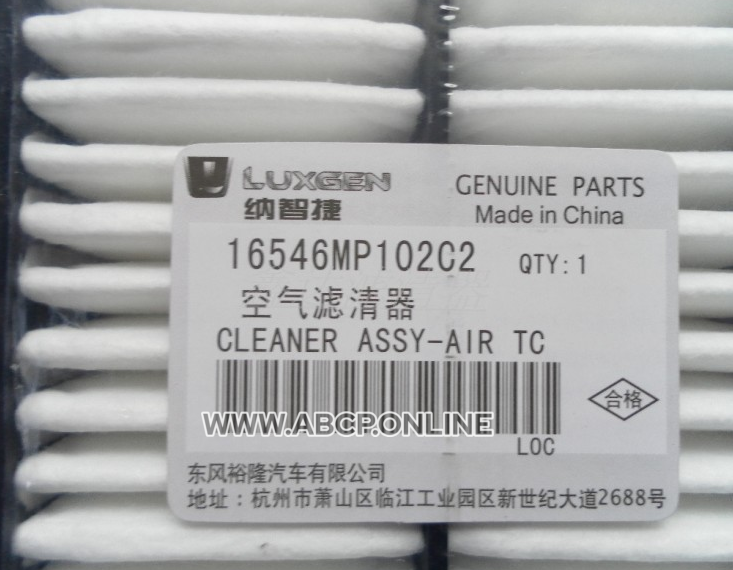 LUXGEN
纳智捷
GENUINE PARTS
Made in China
16546MP102C2 QTY: 1
空气滤清器
CLEANER ASSY-AIR TC
合格
WWW.ABCP.ONLINE
LOC
东风裕隆汽车有限公司
地址：杭州市萧山区临江工业园区新世纪大道2688号